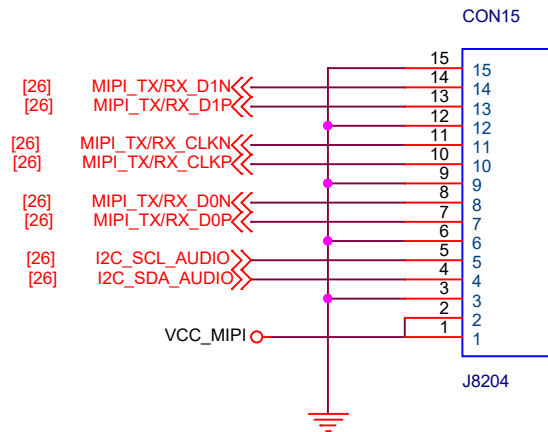 CON15
15 15
[26] MIPI_TX/RX_D1N 14 14
[26] MIPI_TX/RX_D1P 13 13
12 12
[26] MIPI_TX/RX_CLKN 11 11
[26] MIPI_TX/RX_CLKP 10 10
9 9
[26] MIPI_TX/RX_D0N 8 8
[26] MIPI_TX/RX_D0P 7 7
6 6
[26] I2C_SCL_AUDIO 5 5
[26] I2C_SDA_AUDIO 4 4
3 3
2 2
VCC_MIPI 1 1
J8204